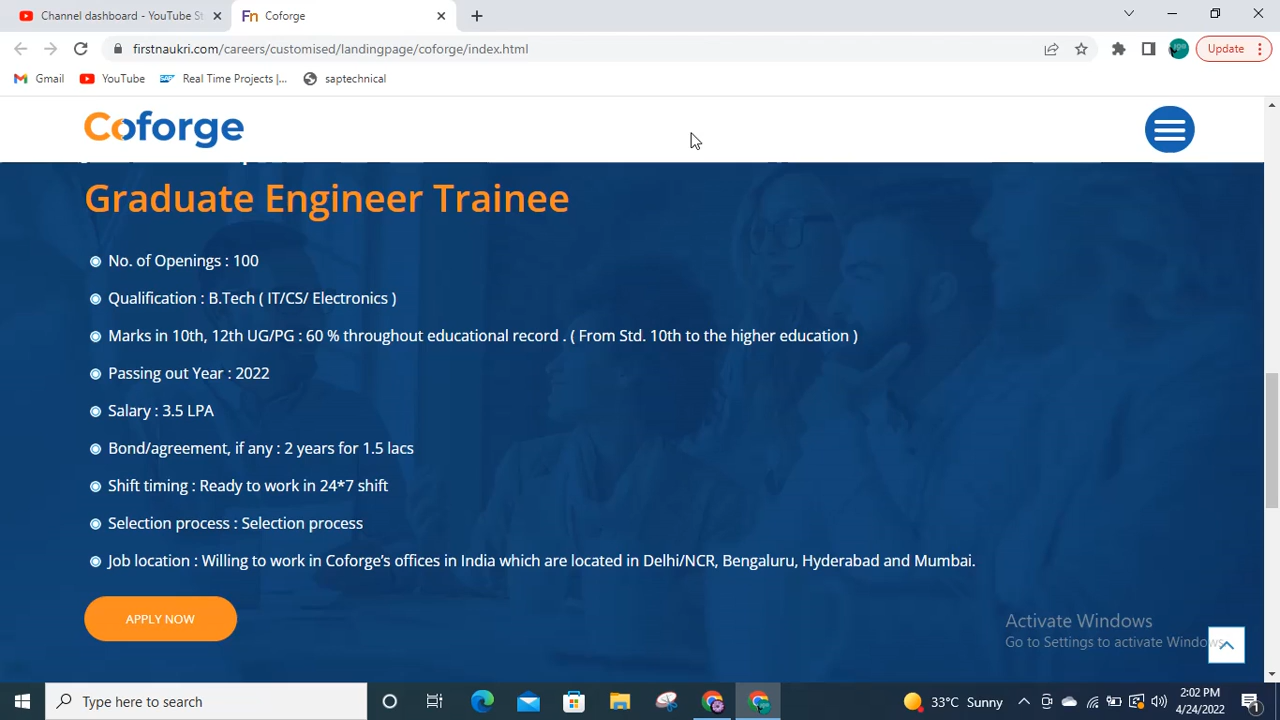 Channel dashboard - YouTube St
Coforge
firstnaukri.com/careers/customised/landingpage/coforge/index.html
Update
Gmail
YouTube
Real Time Projects |...
saptechnical
Coforge
Graduate Engineer Trainee
No. of Openings : 100
Qualification : B.Tech ( IT/CS/ Electronics )
Marks in 10th, 12th UG/PG : 60 % throughout educational record . ( From Std. 10th to the higher education )
Passing out Year : 2022
Salary : 3.5 LPA
Bond/agreement, if any : 2 years for 1.5 lacs
Shift timing : Ready to work in 24*7 shift
Selection process : Selection process
Job location : Willing to work in Coforge’s offices in India which are located in Delhi/NCR, Bengaluru, Hyderabad and Mumbai.
APPLY NOW
Activate Windows
Go to Settings to activate Windows.
Type here to search
33°C Sunny
2:02 PM
4/24/2022